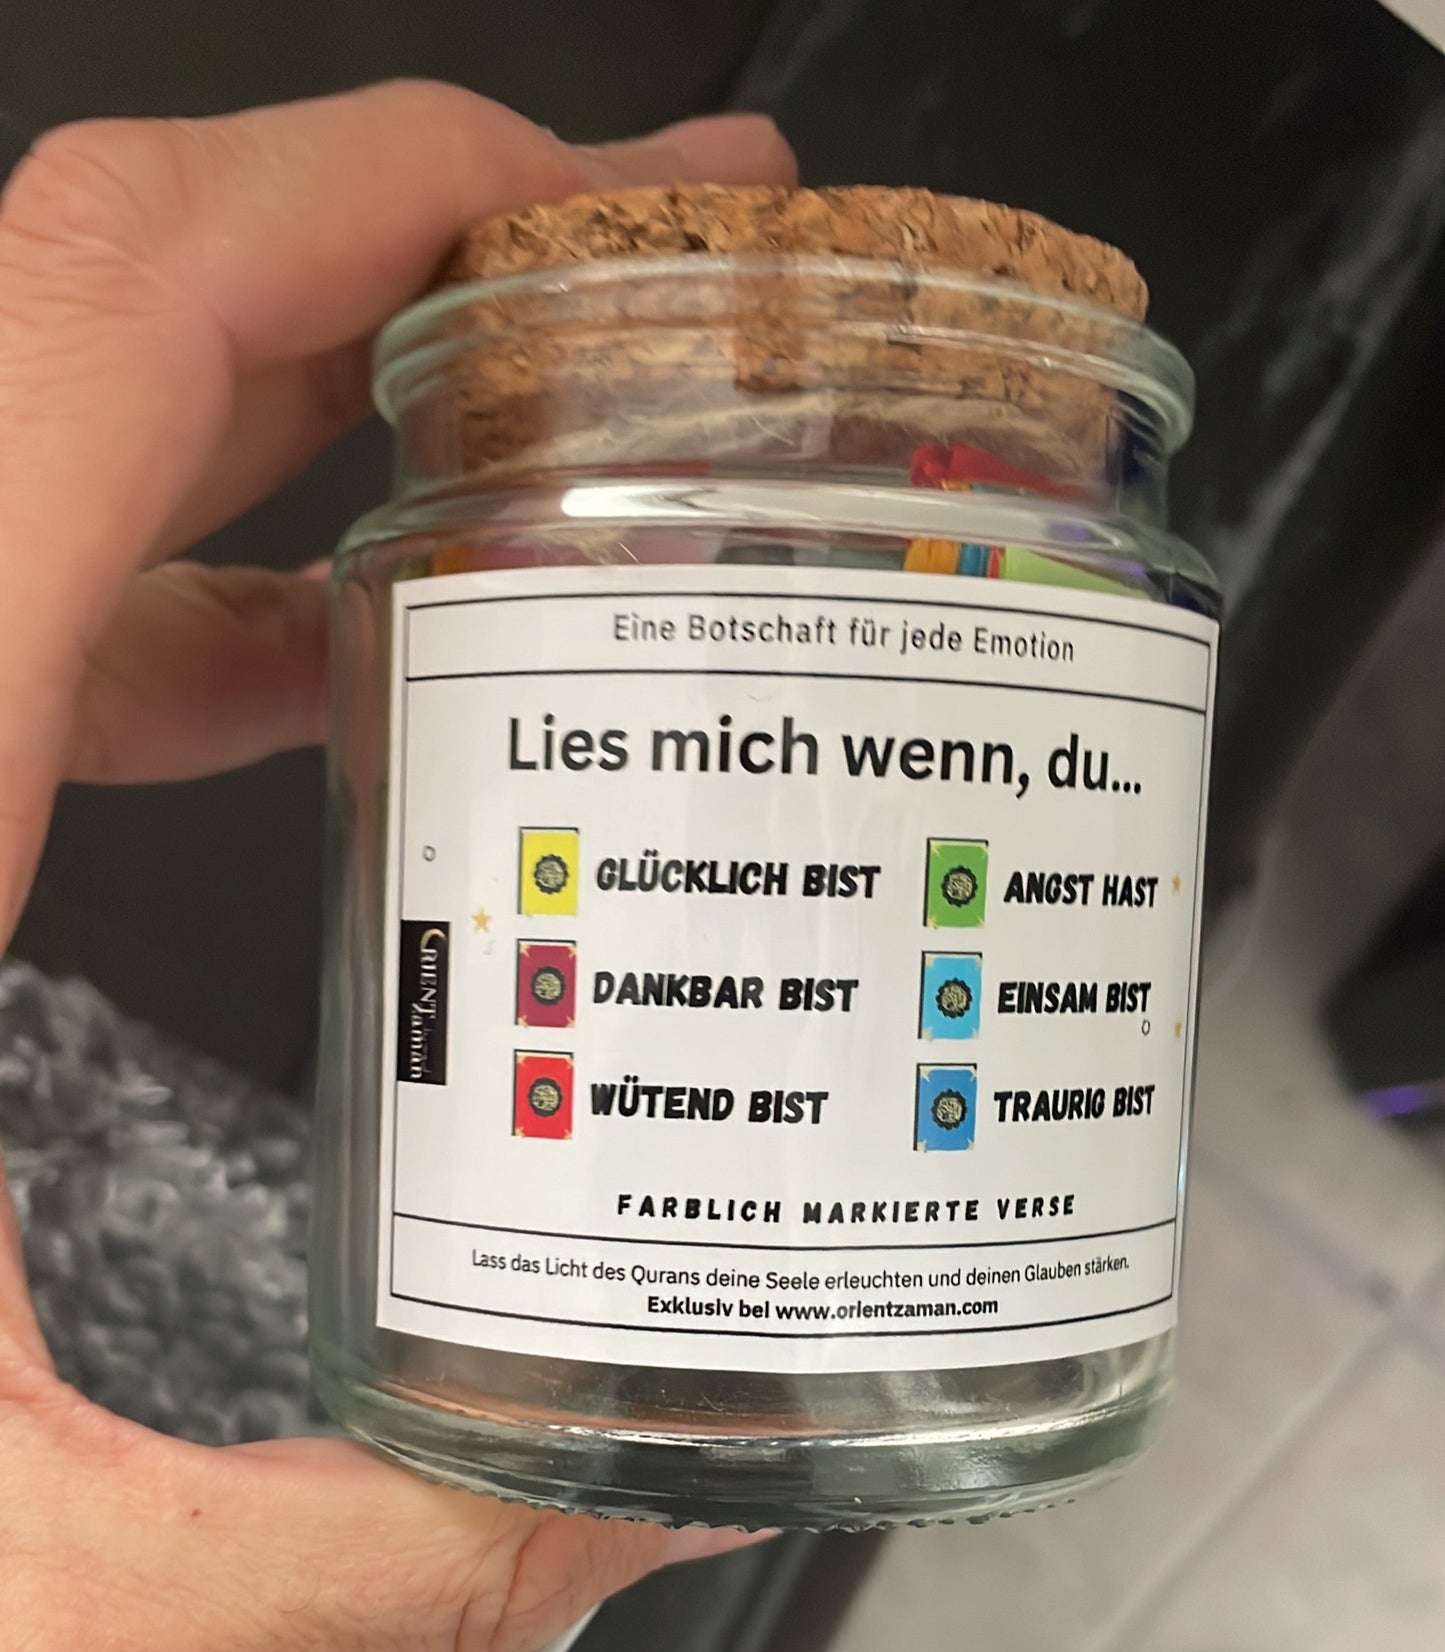 Eine Botschaft für jede Emotion
Lies mich wenn, du...
GLÜCKLICH BIST
ANGST HAST
DANKBAR BIST
EINSAM BIST
WÜTEND BIST
TRAURIG BIST
FARBLICH MARKIERTE VERSE
Lass das Licht des Qurans deine Seele erleuchten und deinen Glauben stärken.
Exklusiv bei www.orientzaman.com
ORIENT
Zaman